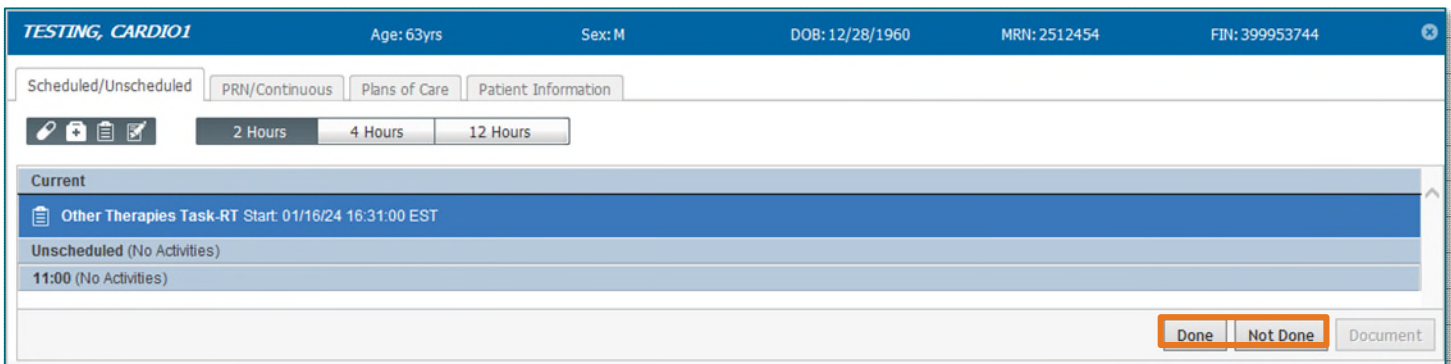 TESTING, CARDIO1 Age: 63yrs Sex: M DOB: 12/28/1960 MRN: 2512454 FIN: 399953744
Scheduled/Unscheduled PRN/Continuous Plans of Care Patient Information
2 Hours 4 Hours 12 Hours
Current
Other Therapies Task-RT Start: 01/16/24 16:31:00 EST
Unscheduled (No Activities)
11:00 (No Activities)
Done Not Done Document